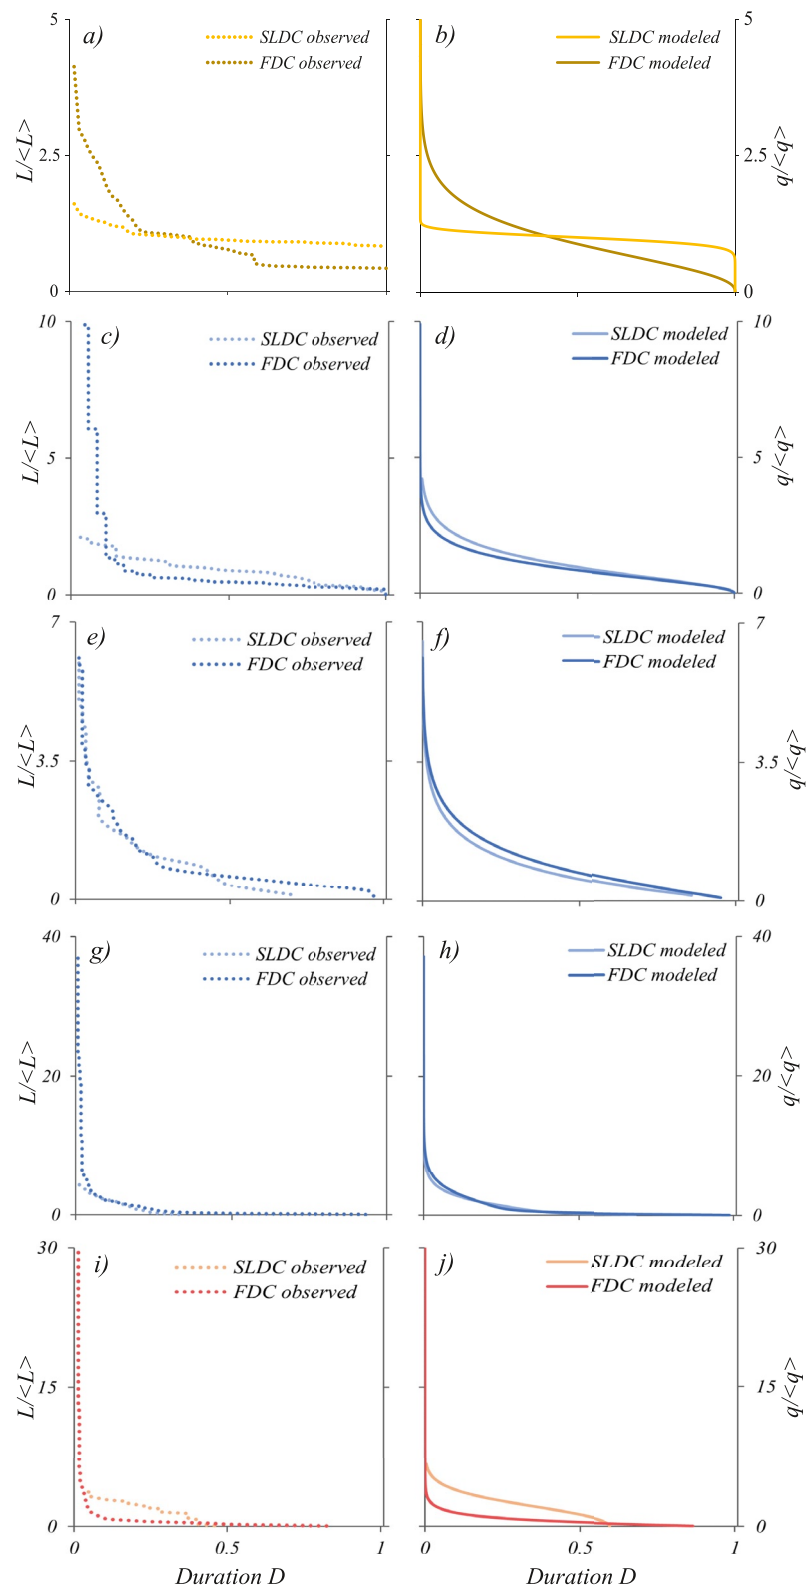 5
a)
SLDC observed
FDC observed
L/<L>
2.5
0
b)
SLDC modeled
FDC modeled
5
2.5
q/<q>
0
10
c)
SLDC observed
FDC observed
L/<L>
5
0
d)
SLDC modeled
FDC modeled
10
5
q/<q>
0
7
e)
SLDC observed
FDC observed
L/<L>
3.5
0
f)
SLDC modeled
FDC modeled
7
3.5
q/<q>
0
40
g)
SLDC observed
FDC observed
L/<L>
20
0
h)
SLDC modeled
FDC modeled
40
20
q/<q>
0
30
i)
SLDC observed
FDC observed
L/<L>
15
0
0 0.5 1
Duration D
j)
SLDC modeled
FDC modeled
30
15
q/<q>
0
0 0.5 1
Duration D